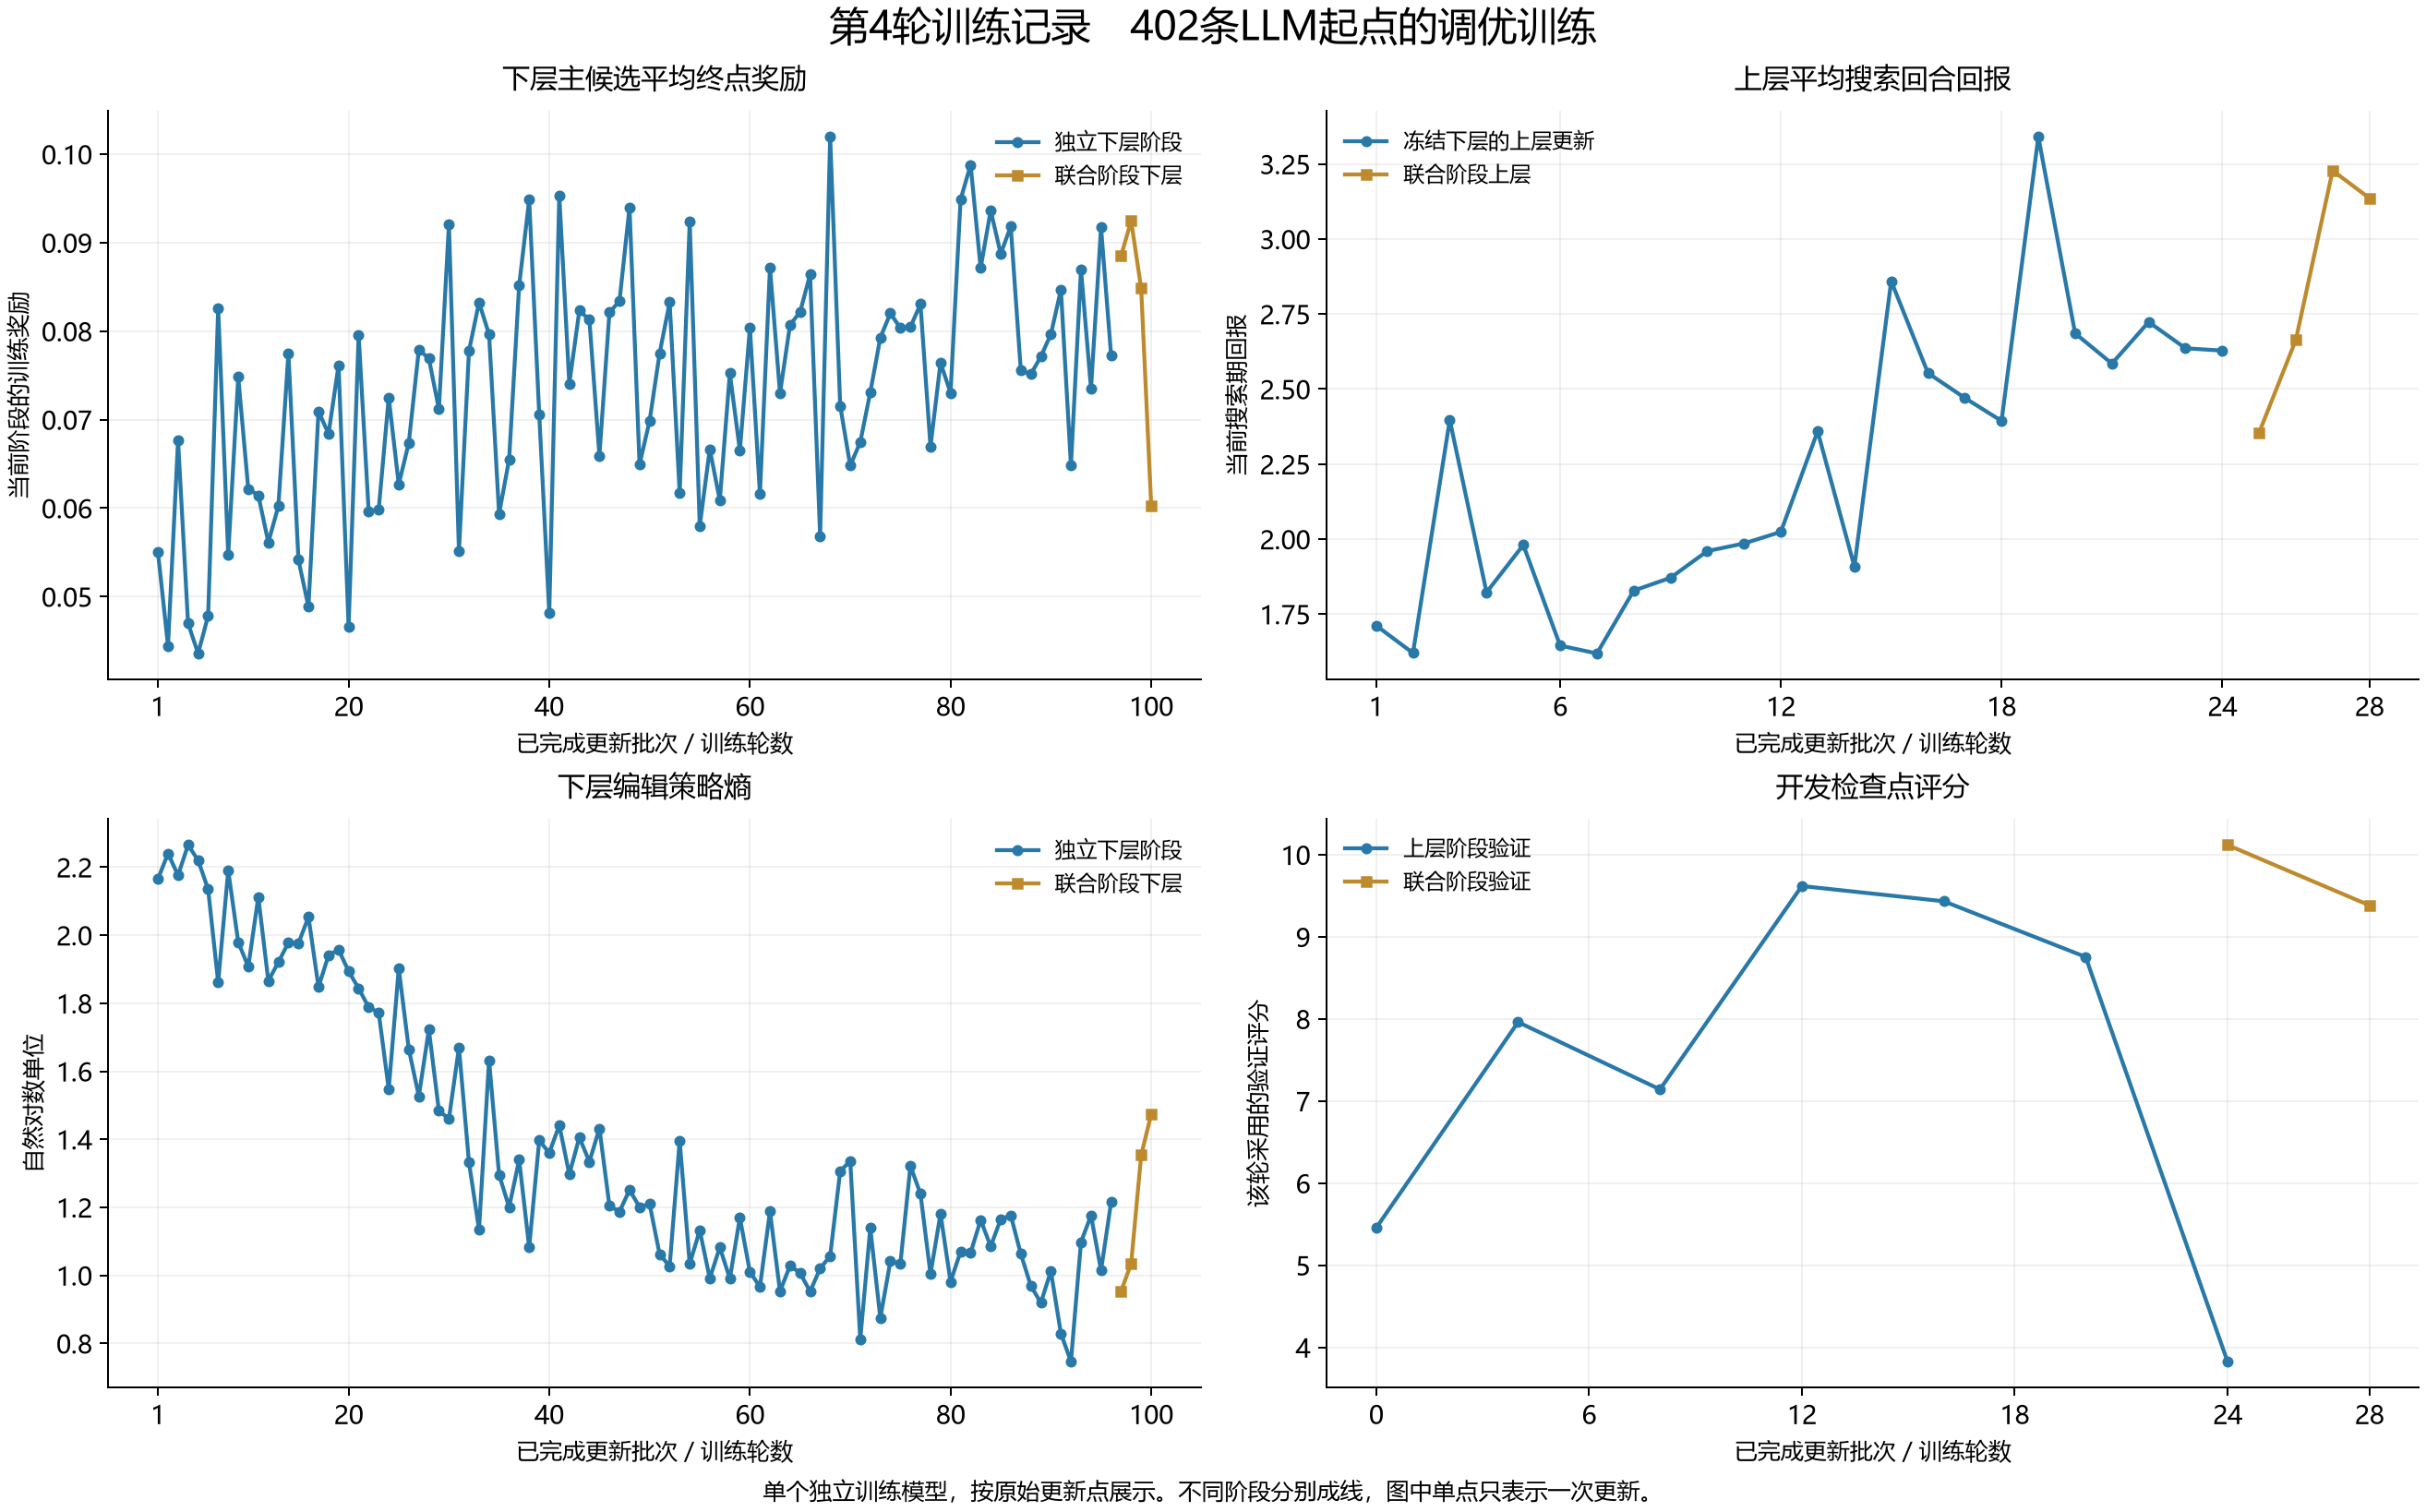 第4轮训练记录 402条LLM起点的调优训练
下层主候选平均终点奖励
当前阶段的训练奖励
0.10
0.09
0.08
0.07
0.06
0.05
独立下层阶段
联合阶段下层
1 20 40 60 80 100
已完成更新批次 / 训练轮数
上层平均搜索回合回报
当前搜索期回报
3.25
3.00
2.75
2.50
2.25
2.00
1.75
冻结下层的上层更新
联合阶段上层
1 6 12 18 24 28
已完成更新批次 / 训练轮数
下层编辑策略熵
自然对数单位
2.2
2.0
1.8
1.6
1.4
1.2
1.0
0.8
独立下层阶段
联合阶段下层
1 20 40 60 80 100
已完成更新批次 / 训练轮数
开发检查点评分
该轮采用的验证评分
10
9
8
7
6
5
4
上层阶段验证
联合阶段验证
0 6 12 18 24 28
已完成更新批次 / 训练轮数
单个独立训练模型，按原始更新点展示。不同阶段分别成线，图中单点只表示一次更新。